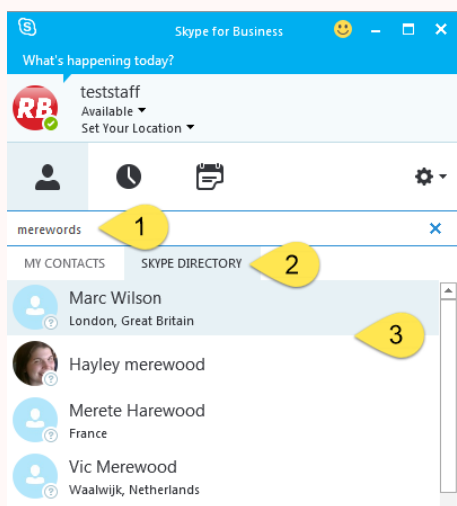 Skype for Business
What's happening today?
RB
teststaff
Available
Set Your Location
merewords
1
MY CONTACTS
SKYPE DIRECTORY
2
Marc Wilson
London, Great Britain
3
Hayley merewood
Merete Harewood
France
Vic Merewood
Waalwijk, Netherlands